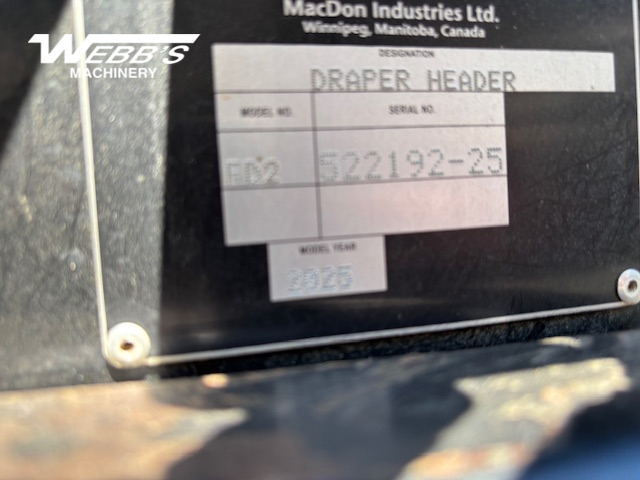 MacDon Industries Ltd.
Winnipeg, Manitoba, Canada
WEBB'S
MACHINERY
DESIGNATION
DRAPER HEADER
MODEL NO. SERIAL NO.
522192-25
MODEL YEAR
2025